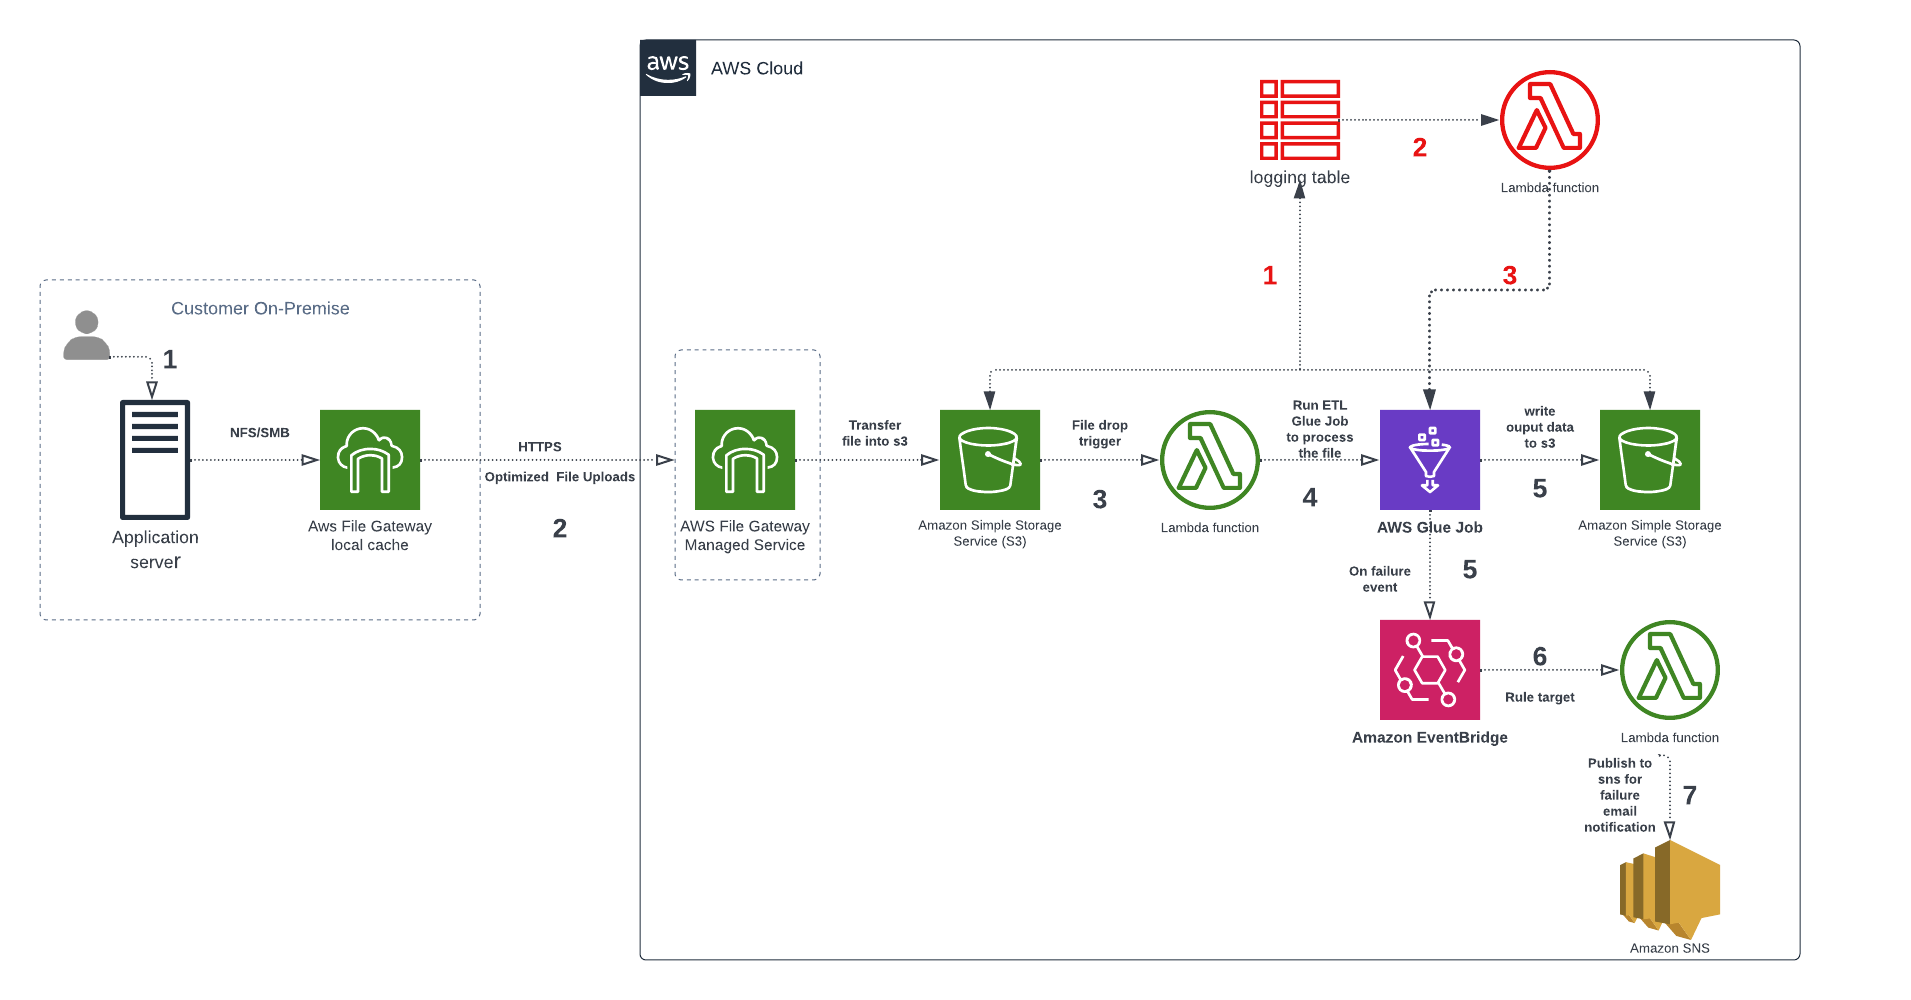 aws
AWS Cloud
logging table
2
Lambda function
1
3
Customer On-Premise
1
Application
server
NFS/SMB
Aws File Gateway
local cache
HTTPS
Optimized File Uploads
2
AWS File Gateway
Managed Service
Transfer
file into s3
Amazon Simple Storage
Service (S3)
File drop
trigger
3
Lambda function
Run ETL
Glue Job
to process
the file
4
AWS Glue Job
write
ouput data
to s3
5
Amazon Simple Storage
Service (S3)
On failure
event
5
Amazon EventBridge
6
Rule target
Lambda function
Publish to
sns for
failure
email
notification
7
Amazon SNS